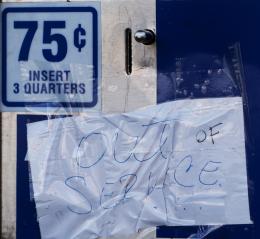 75¢
INSERT
3 QUARTERS
OUT OF
SERVICE